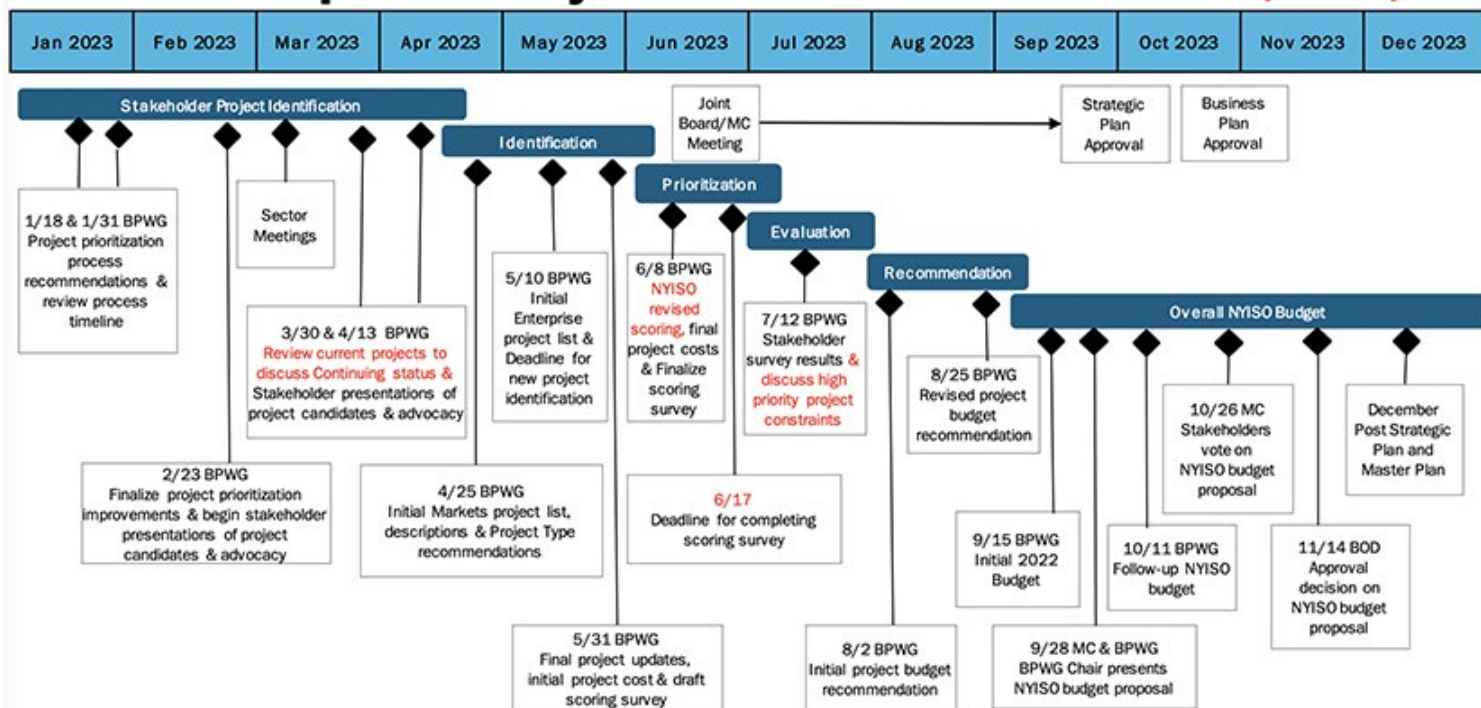 Jan 2023
Feb 2023
Mar 2023
Apr 2023
May 2023
Jun 2023
Jul 2023
Aug 2023
Sep 2023
Oct 2023
Nov 2023
Dec 2023
Stakeholder Project Identification
Identification
Prioritization
Evaluation
Recommendation
Overall NYISO Budget
Joint
Board/MC
Meeting
Strategic
Plan
Approval
Business
Plan
Approval
1/18 & 1/31 BPWG
Project prioritization
process
recommendations &
review process
timeline
Sector
Meetings
3/30 & 4/13 BPWG
Review current projects to
discuss Continuing status &
Stakeholder presentations of
project candidates & advocacy
2/23 BPWG
Finalize project prioritization
improvements & begin stakeholder
presentations of project
candidates & advocacy
4/25 BPWG
Initial Markets project list,
descriptions & Project Type
recommendations
5/10 BPWG
Initial
Enterprise
project list &
Deadline for
new project
identification
5/31 BPWG
Final project updates,
initial project cost & draft
scoring survey
6/8 BPWG
NYISO
revised
scoring, final
project costs
& Finalize
scoring
survey
6/17
Deadline for completing
scoring survey
7/12 BPWG
Stakeholder
survey results &
discuss high
priority project
constraints
8/2 BPWG
Initial project budget
recommendation
8/25 BPWG
Revised project
budget
recommendation
9/15 BPWG
Initial 2022
Budget
9/28 MC & BPWG
BPWG Chair presents
NYISO budget proposal
10/11 BPWG
Follow-up NYISO
budget
10/26 MC
Stakeholders
vote on
NYISO budget
proposal
11/14 BOD
Approval
decision on
NYISO budget
proposal
December
Post Strategic
Plan and
Master Plan